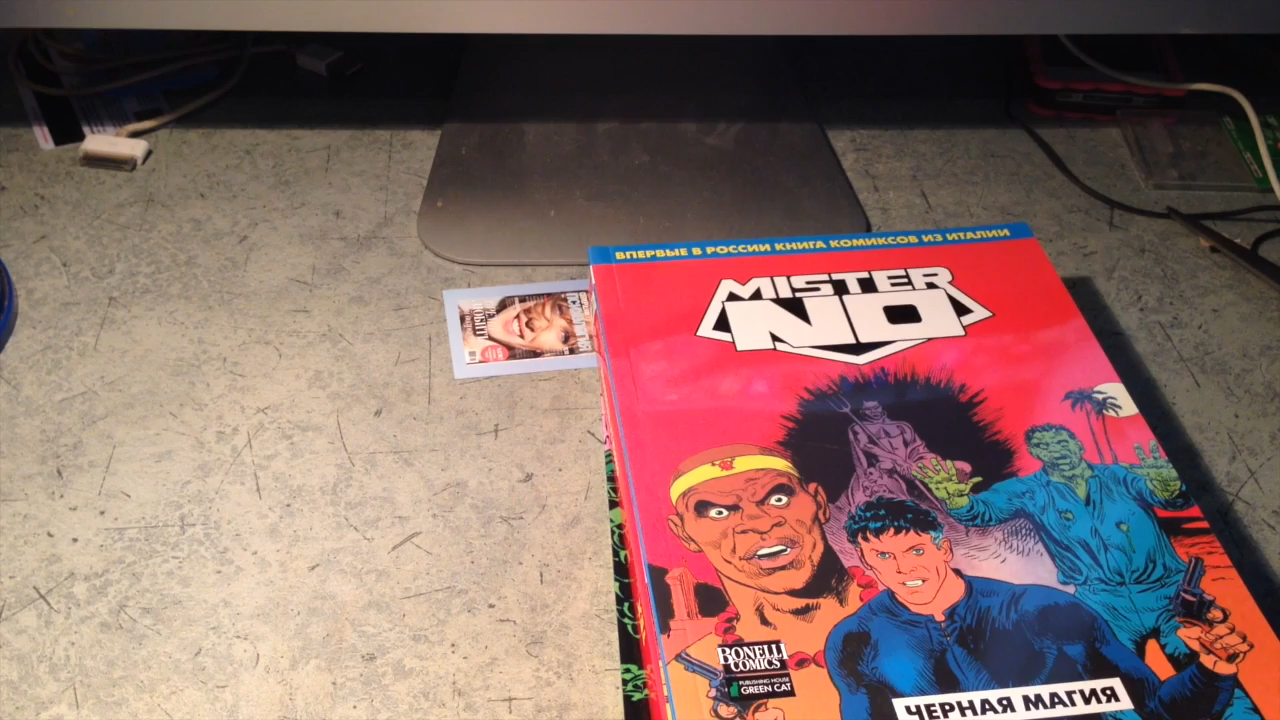 ВПЕРВЫЕ В РОССИИ КНИГА КОМИКСОВ ИЗ ИТАЛИИ
MISTER
NO
BONELLI
COMICS
PUBLISHING HOUSE
GREEN CAT
ЧЕРНАЯ МАГИЯ